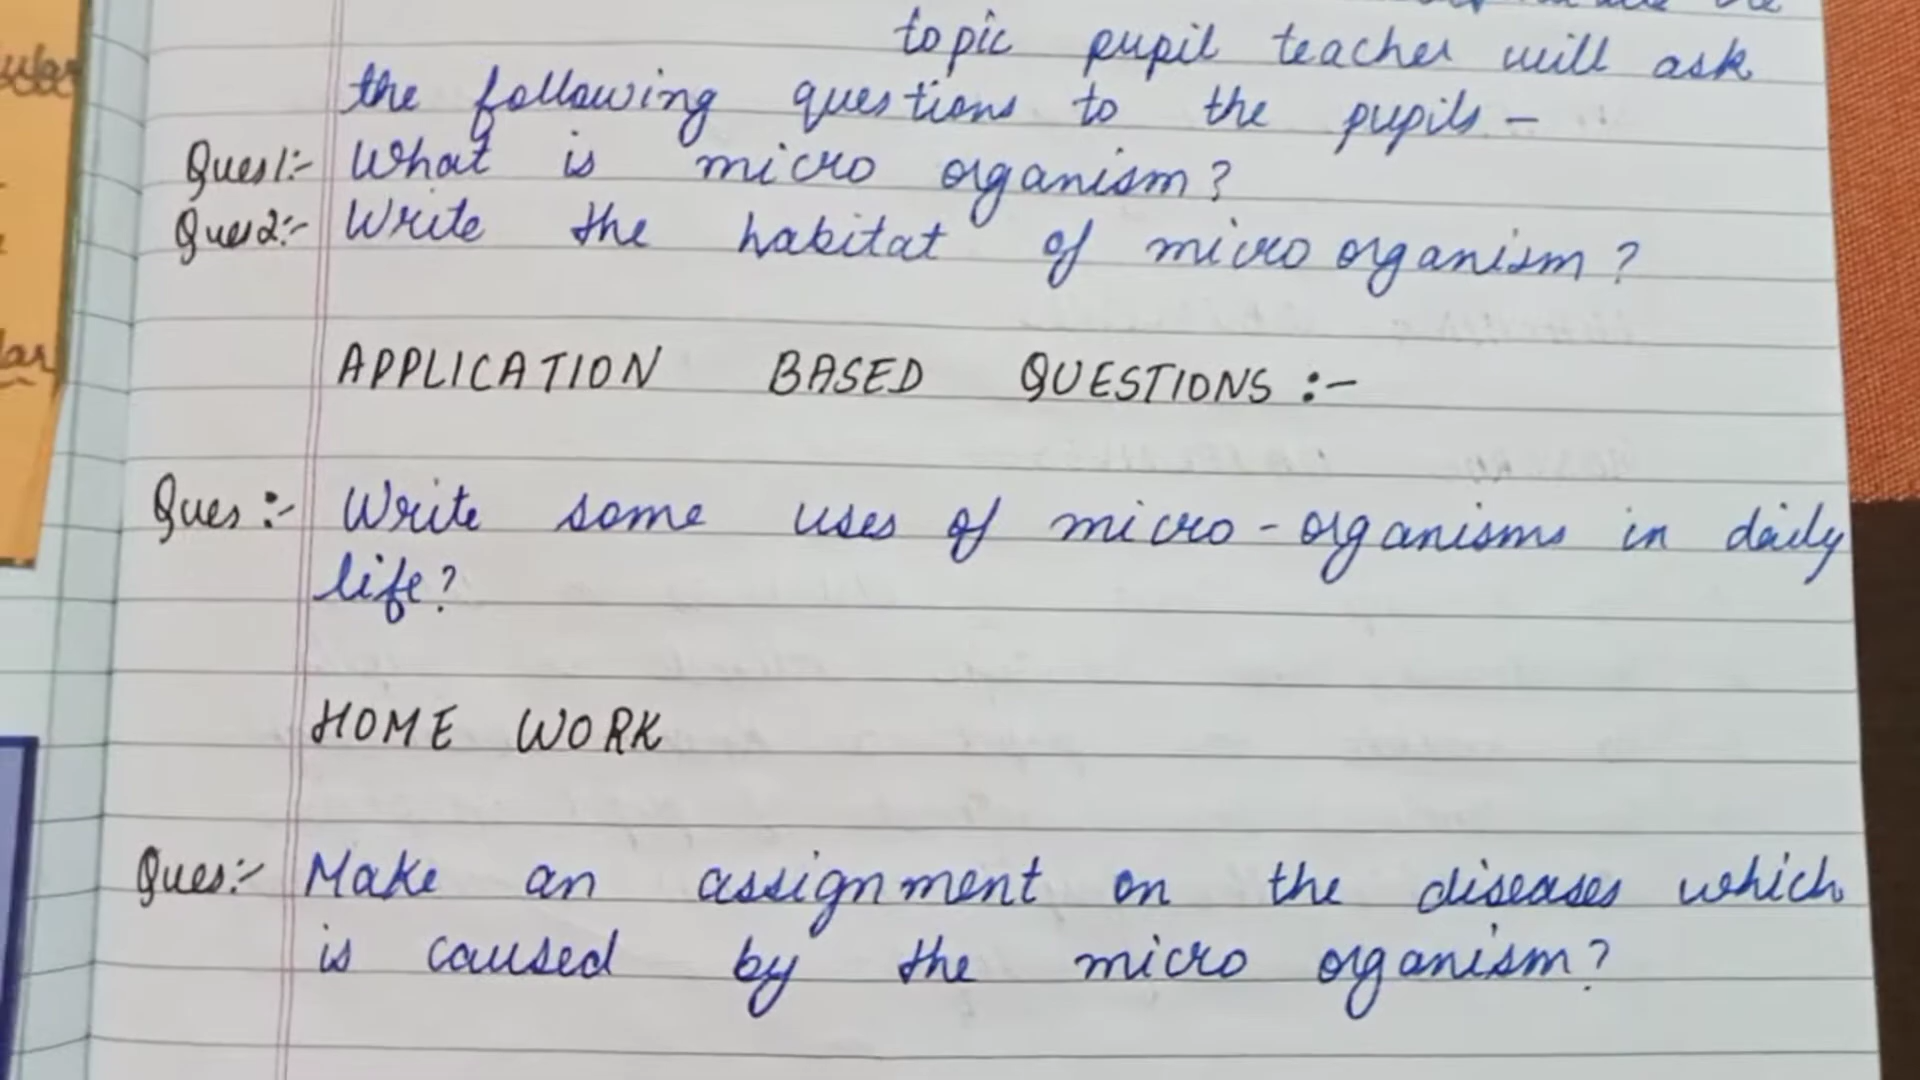 topic pupil teacher will ask
the following questions to the pupils –
Ques1:- What is micro organism?
Ques2:- Write the habitat of micro organism?
APPLICATION BASED QUESTIONS :-
Ques :- Write some uses of micro-organisms in daily
life?
HOME WORK
Ques:- Make an assignment on the diseases which
is caused by the micro organism?